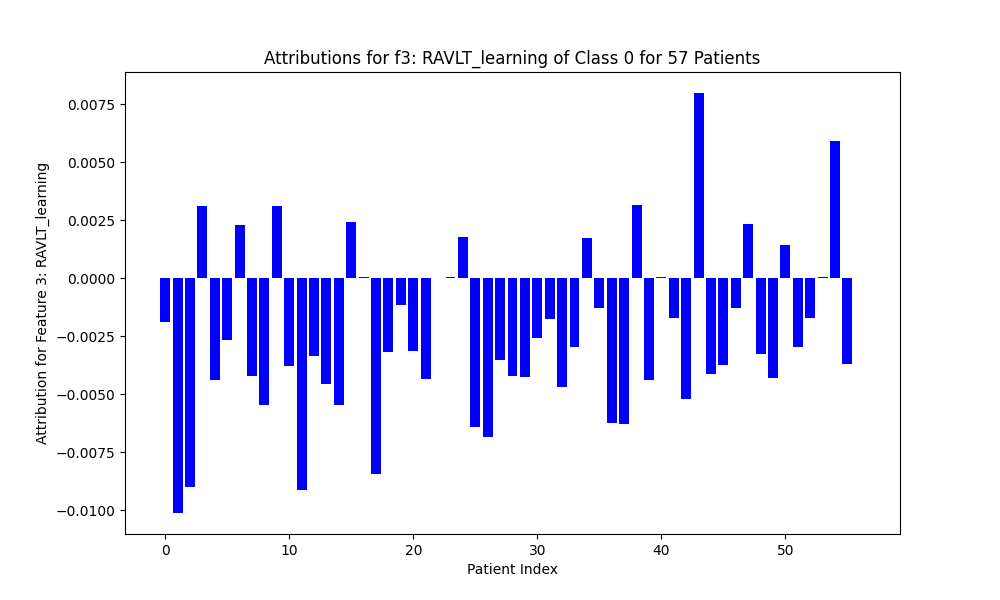 Attributions for f3: RAVLT_learning of Class 0 for 57 Patients
Attribution for Feature 3: RAVLT_learning
0.0075
0.0050
0.0025
0.0000
−0.0025
−0.0050
−0.0075
−0.0100
0 10 20 30 40 50
Patient Index